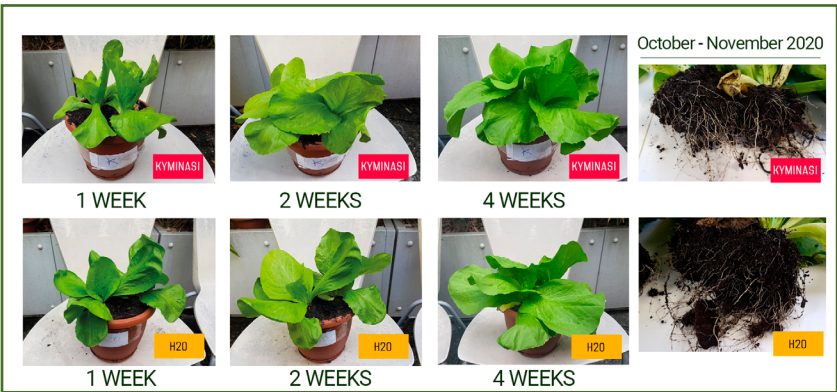 October - November 2020
KYMINASI
KYMINASI
KYMINASI
KYMINASI
1 WEEK
2 WEEKS
4 WEEKS
H20
H20
H20
H20
1 WEEK
2 WEEKS
4 WEEKS